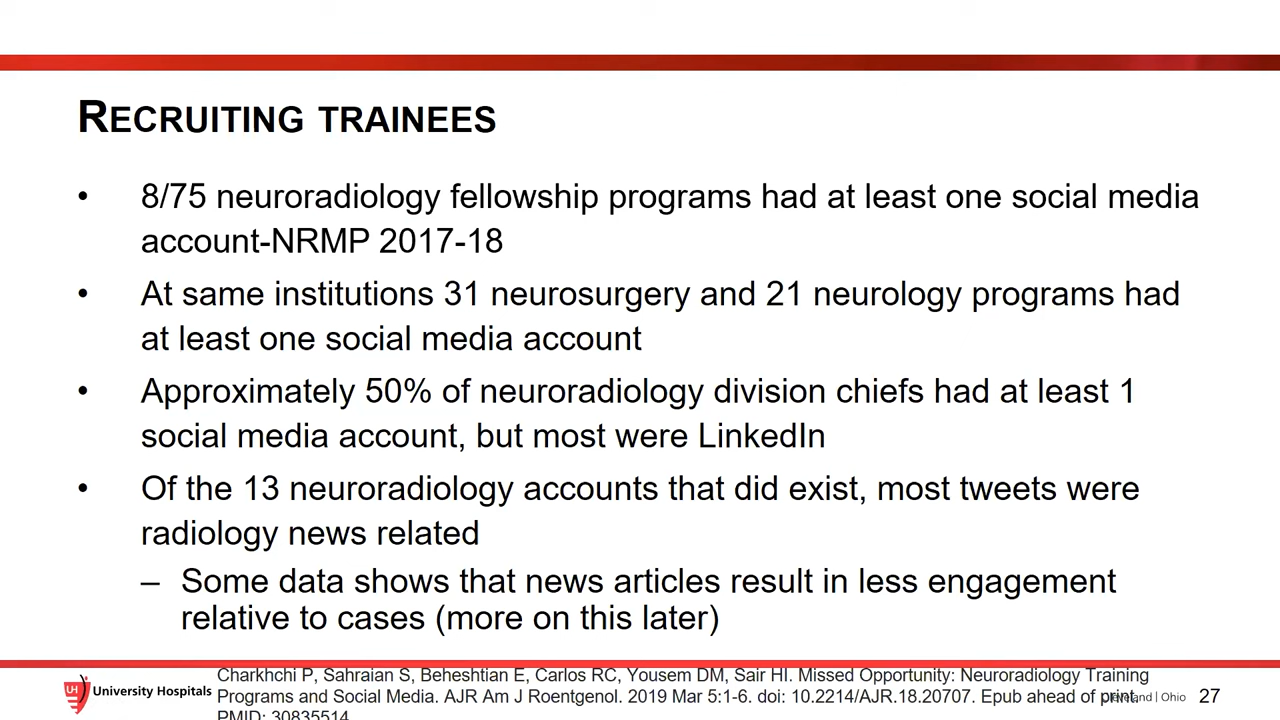 RECRUITING TRAINEES
• 8/75 neuroradiology fellowship programs had at least one social media
account-NRMP 2017-18
• At same institutions 31 neurosurgery and 21 neurology programs had
at least one social media account
• Approximately 50% of neuroradiology division chiefs had at least 1
social media account, but most were LinkedIn
• Of the 13 neuroradiology accounts that did exist, most tweets were
radiology news related
– Some data shows that news articles result in less engagement
relative to cases (more on this later)
Charkhchi P, Sahraian S, Beheshtian E, Carlos RC, Yousem DM, Sair HI. Missed Opportunity: Neuroradiology Training
Programs and Social Media. AJR Am J Roentgenol. 2019 Mar 5:1-6. doi: 10.2214/AJR.18.20707. Epub ahead of print,
PMID: 30835514
UH University Hospitals
Cleveland | Ohio 27